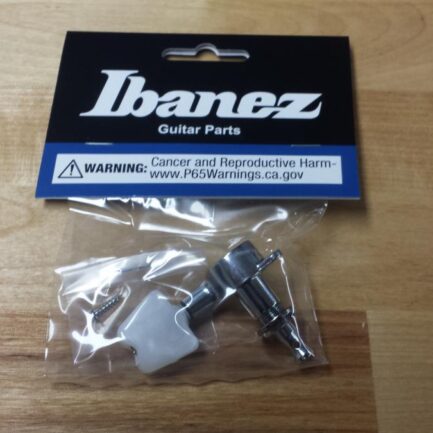 Ibanez
Guitar Parts
WARNING: Cancer and Reproductive Harm-
www.P65Warnings.ca.gov